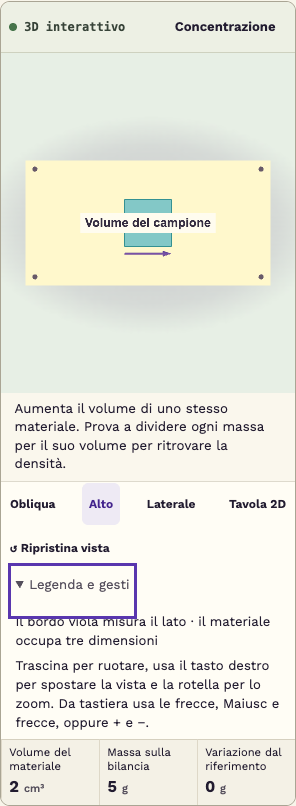 3D interattivo
Concentrazione
Volume del campione
Aumenta il volume di uno stesso
materiale. Prova a dividere ogni massa
per il suo volume per ritrovare la
densità.
Obliqua
Alto
Laterale
Tavola 2D
↺ Ripristina vista
▼ Legenda e gesti
Il bordo viola misura il lato · il materiale
occupa tre dimensioni
Trascina per ruotare, usa il tasto destro
per spostare la vista e la rotella per lo
zoom. Da tastiera usa le frecce, Maiusc e
frecce, oppure + e −.
Volume del
materiale
2 cm³
Massa sulla
bilancia
5 g
Variazione dal
riferimento
0 g